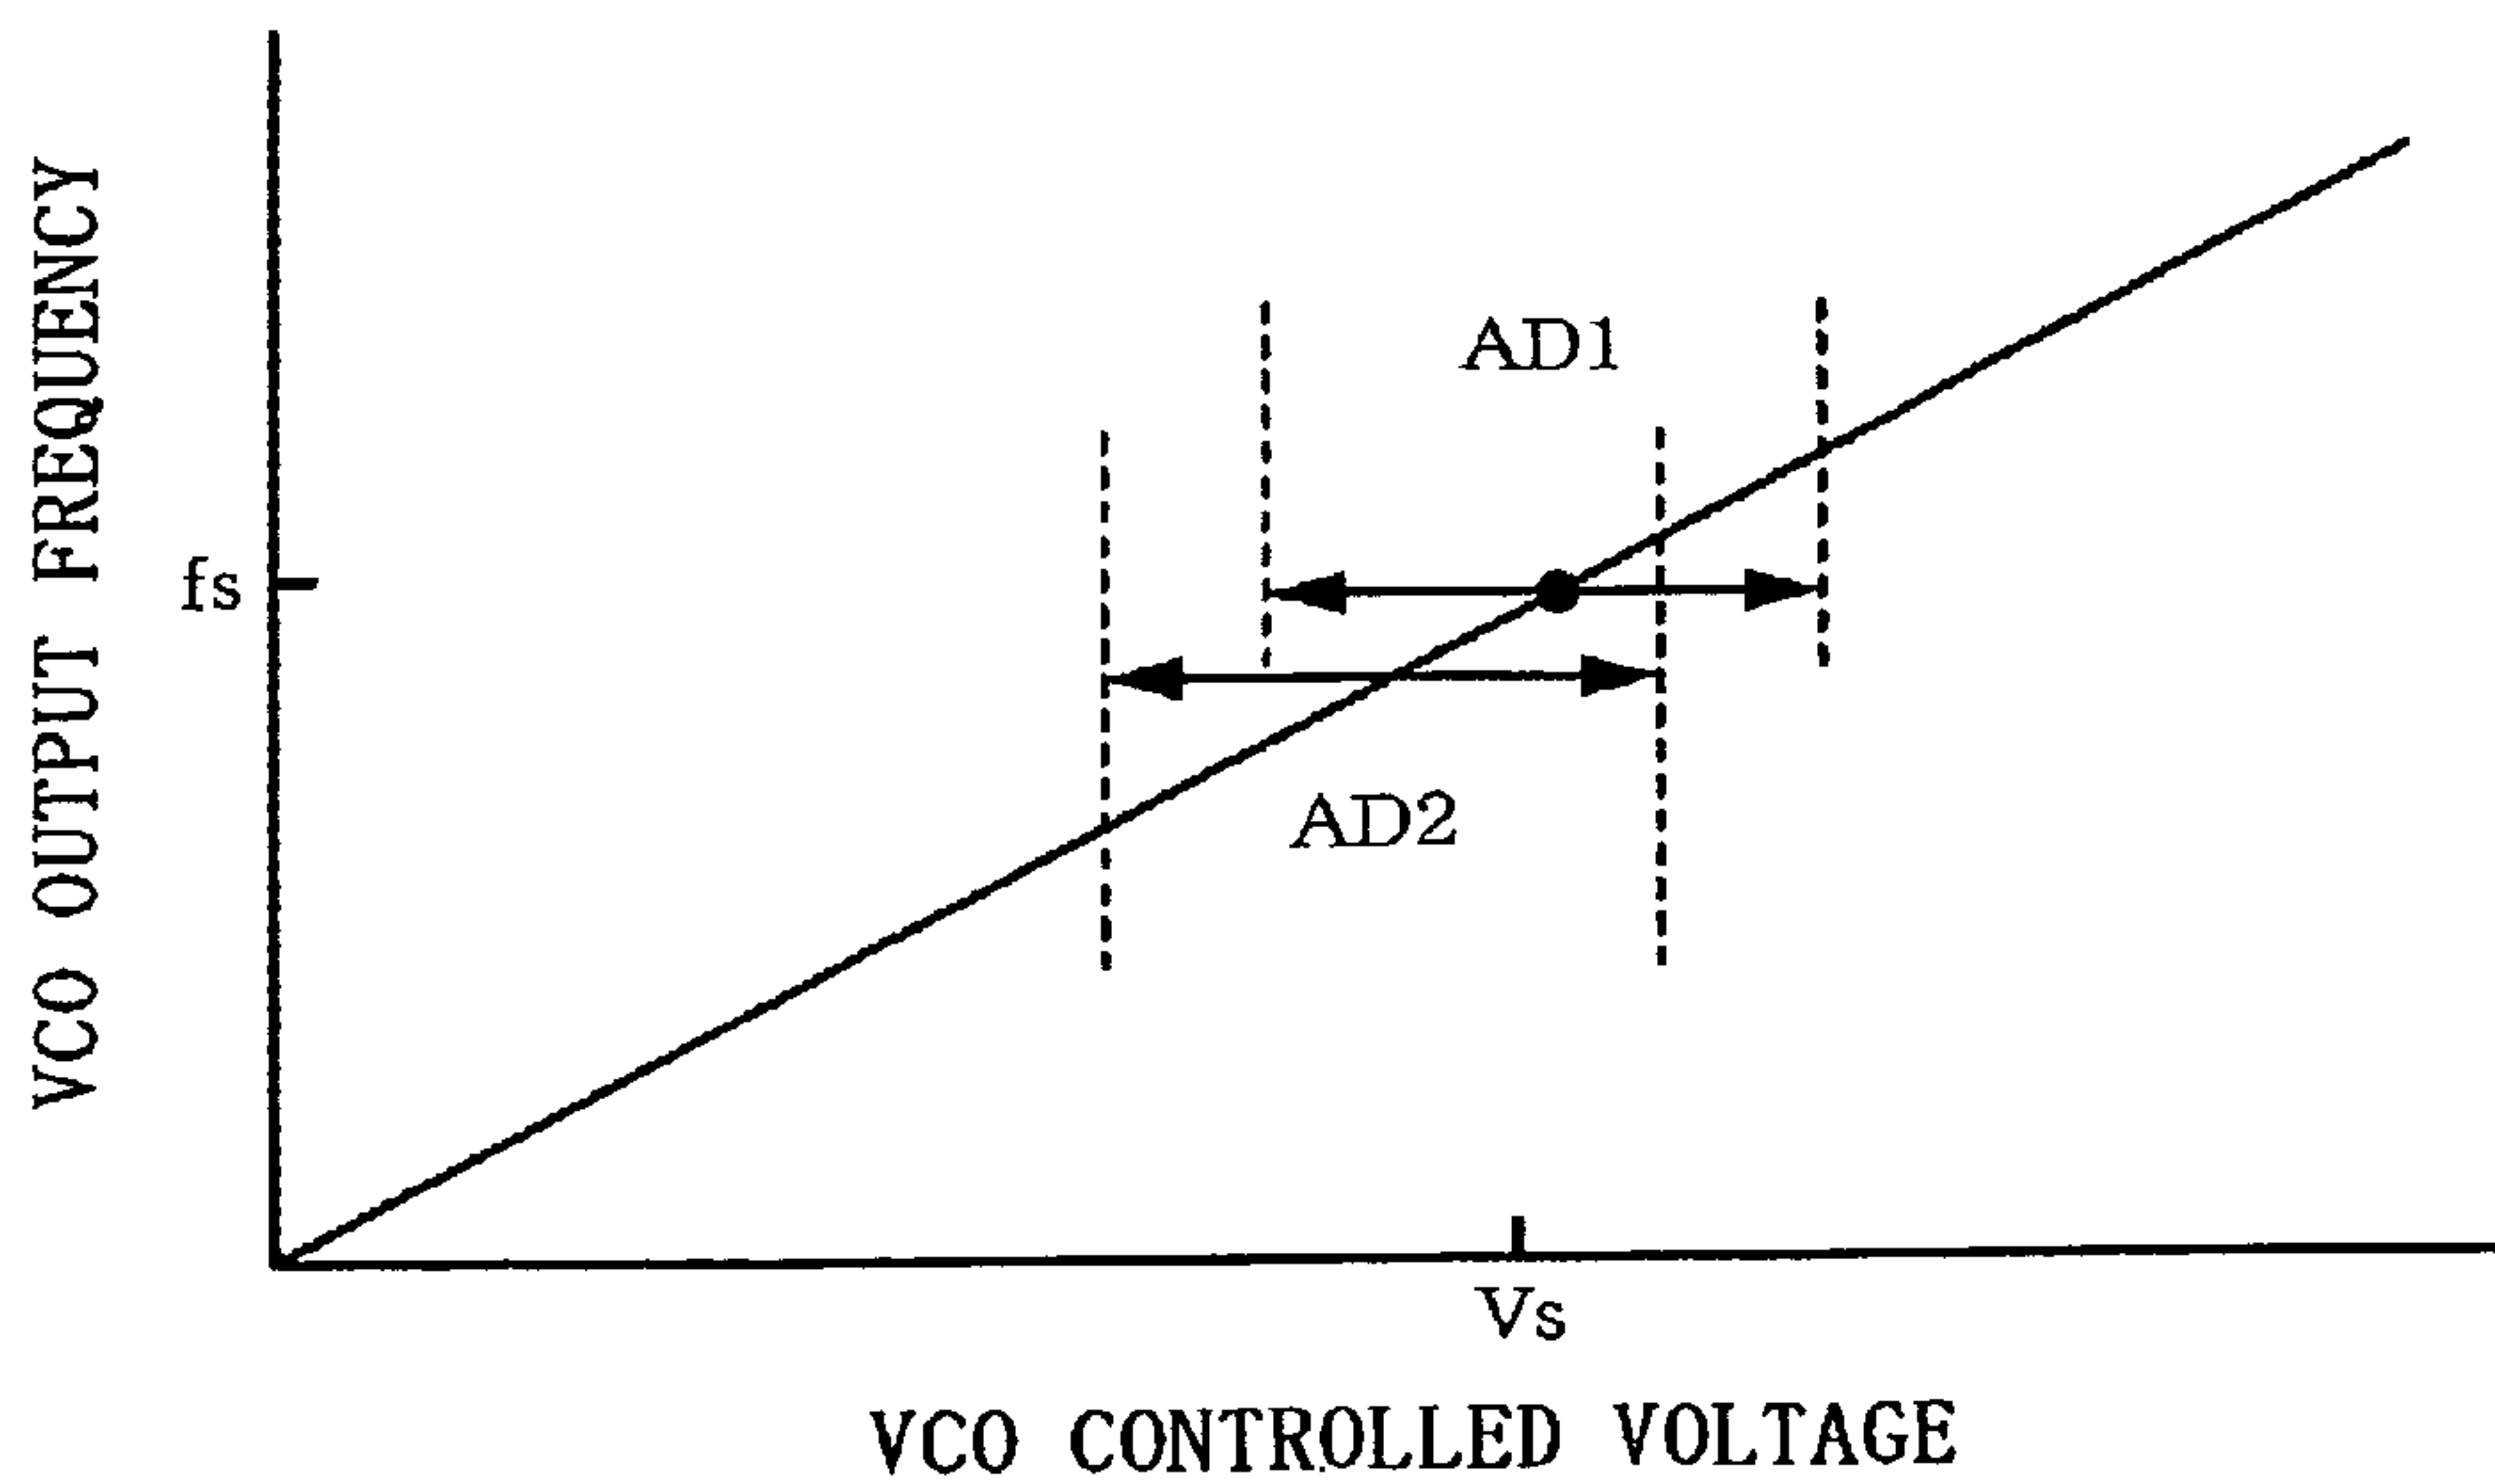 VCO OUTPUT FREQUENCY
AD1
fs
AD2
Vs
VCO CONTROLLED VOLTAGE